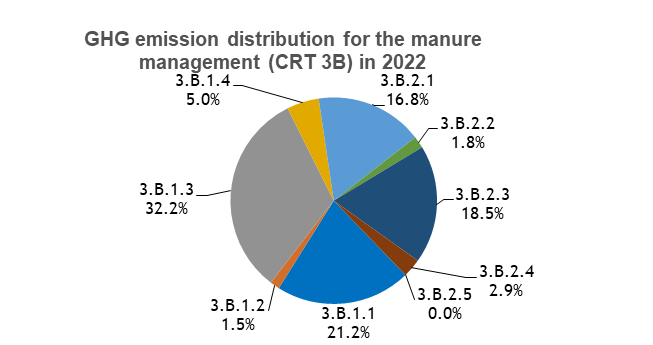 GHG emission distribution for the manure
management (CRT 3B) in 2022
3.B.1.4
5.0%
3.B.2.1
16.8%
3.B.2.2
1.8%
3.B.1.3
32.2%
3.B.2.3
18.5%
3.B.2.4
2.9%
3.B.2.5
0.0%
3.B.1.2
1.5%
3.B.1.1
21.2%